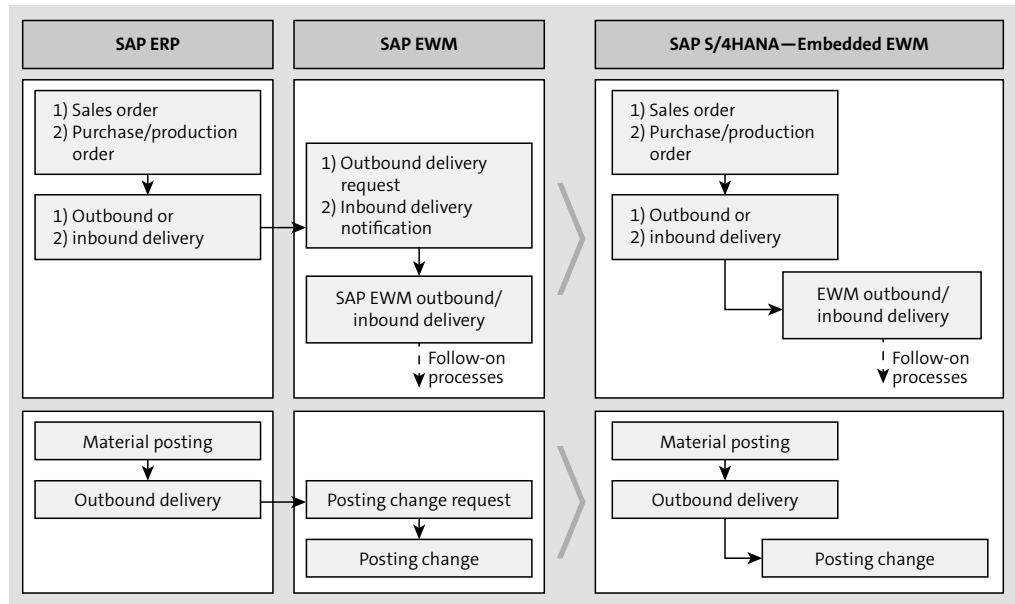 SAP ERP
SAP EWM
SAP S/4HANA—Embedded EWM
1) Sales order
2) Purchase/production
order
1) Outbound or
2) inbound delivery
1) Outbound delivery
request
2) Inbound delivery
notification
SAP EWM outbound/
inbound delivery
Follow-on
processes
1) Sales order
2) Purchase/production
order
1) Outbound or
2) inbound delivery
EWM outbound/
inbound delivery
Follow-on
processes
Material posting
Outbound delivery
Posting change request
Posting change
Material posting
Outbound delivery
Posting change